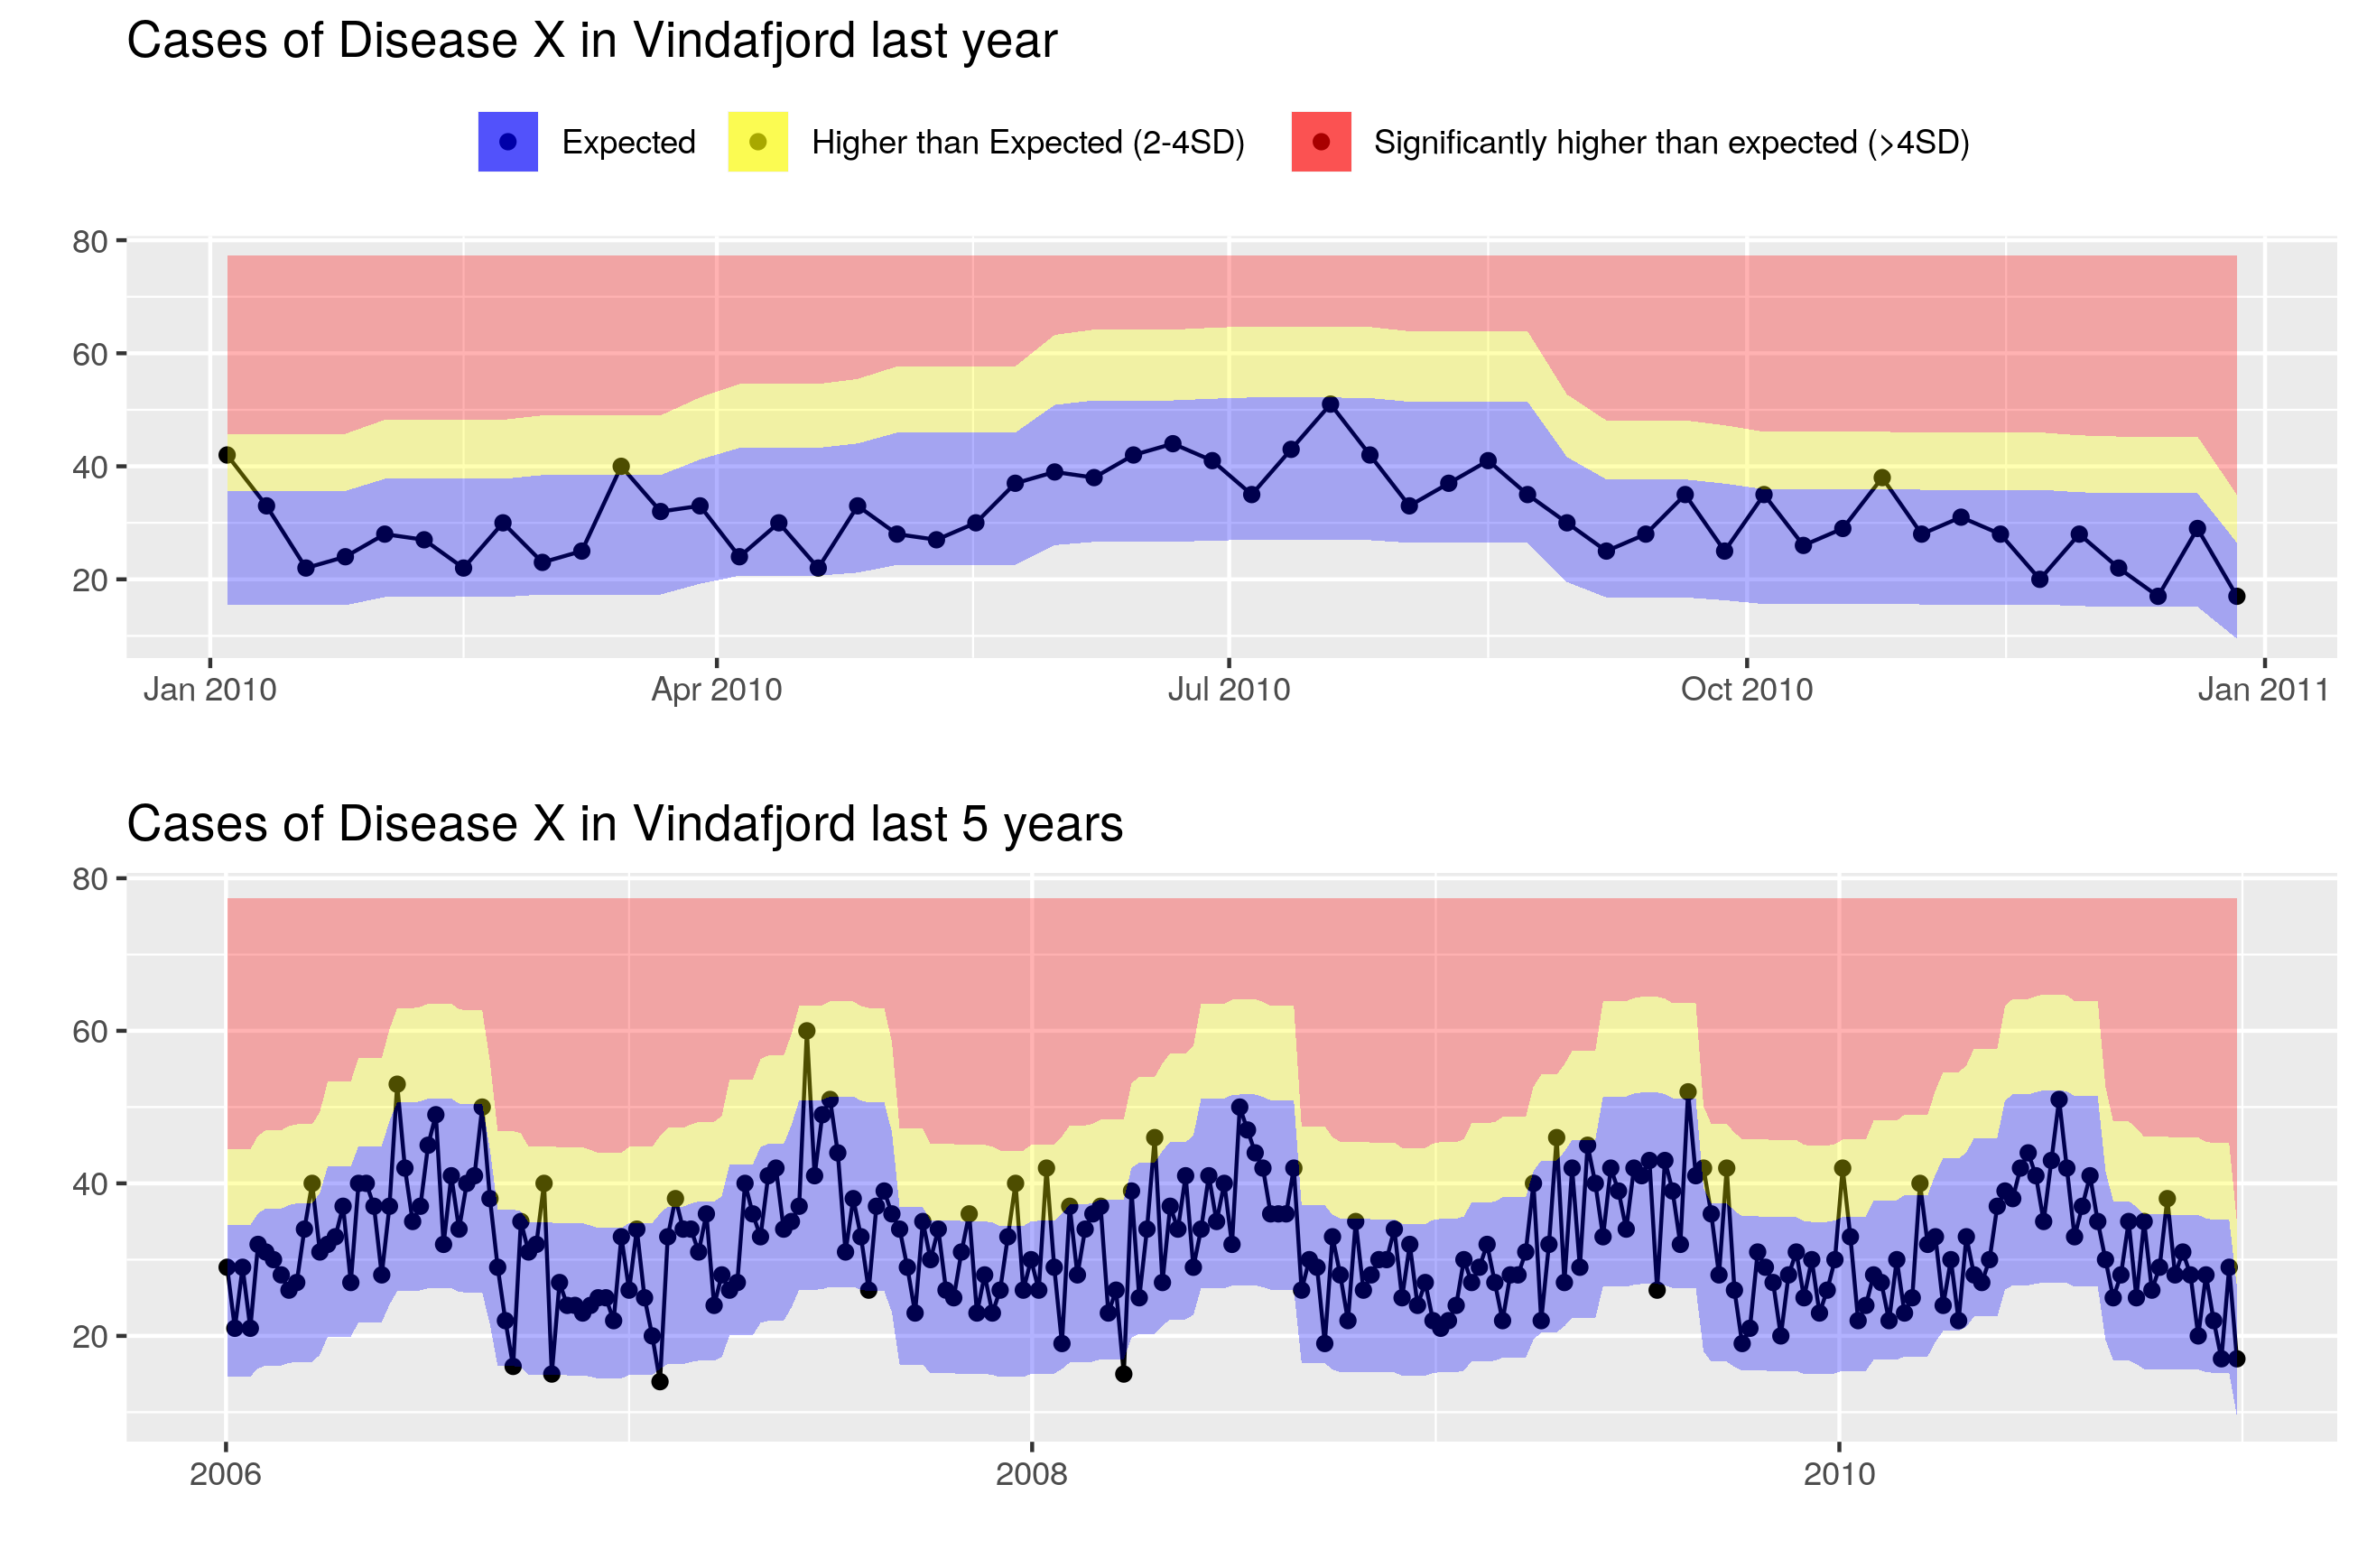 Cases of Disease X in Vindafjord last year
Expected Higher than Expected (2-4SD) Significantly higher than expected (>4SD)
80
60
40
20
Jan 2010 Apr 2010 Jul 2010 Oct 2010 Jan 2011
Cases of Disease X in Vindafjord last 5 years
80
60
40
20
2006 2008 2010